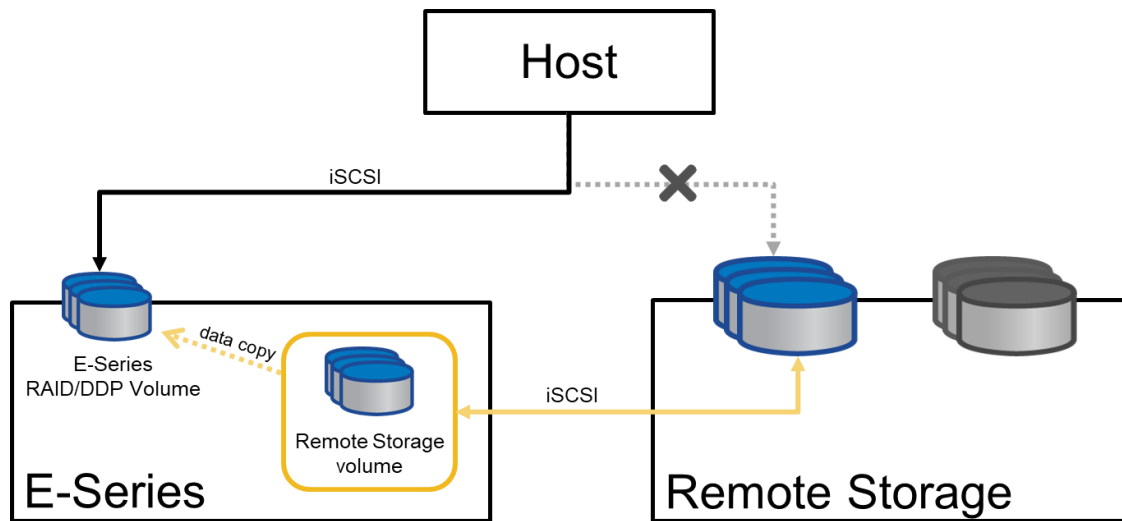 Host
iSCSI
data copy
E-Series
RAID/DDP Volume
iSCSI
Remote Storage
volume
E-Series
Remote Storage